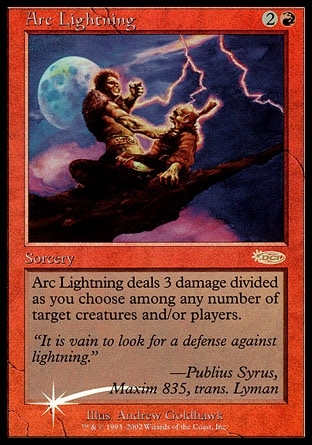 Arc Lightning
2
Sorcery
DCI
Arc Lightning deals 3 damage divided
as you choose among any number of
target creatures and/or players.
“It is vain to look for a defense against
lightning.”
—Publius Syrus,
Maxim 835, trans. Lyman
Illus. Andrew Goldhawk
™ & © 1993-2002 Wizards of the Coast, Inc.